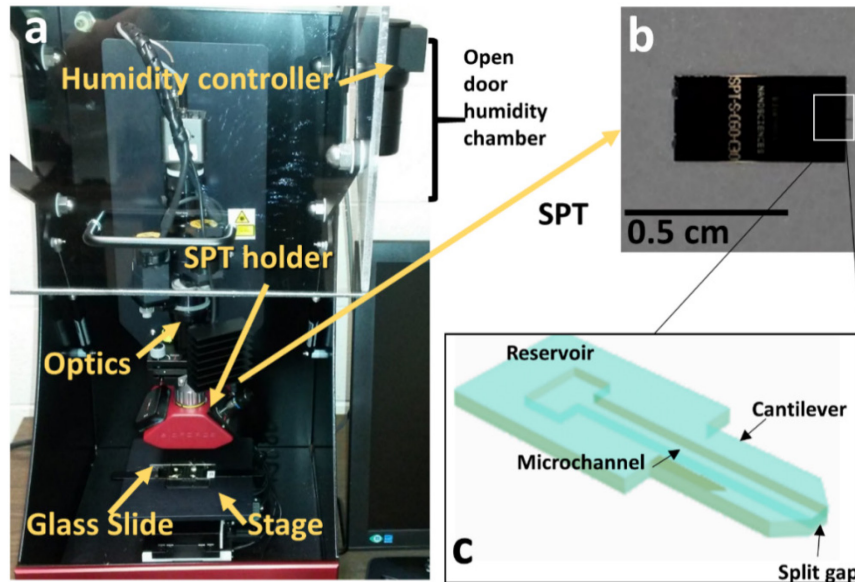 a
Humidity controller
Open
door
humidity
chamber
SPT holder
Optics
Glass Slide
Stage
b
NANOSCIENCES
SPT
0.5 cm
Reservoir
Cantilever
Microchannel
c
Split gap